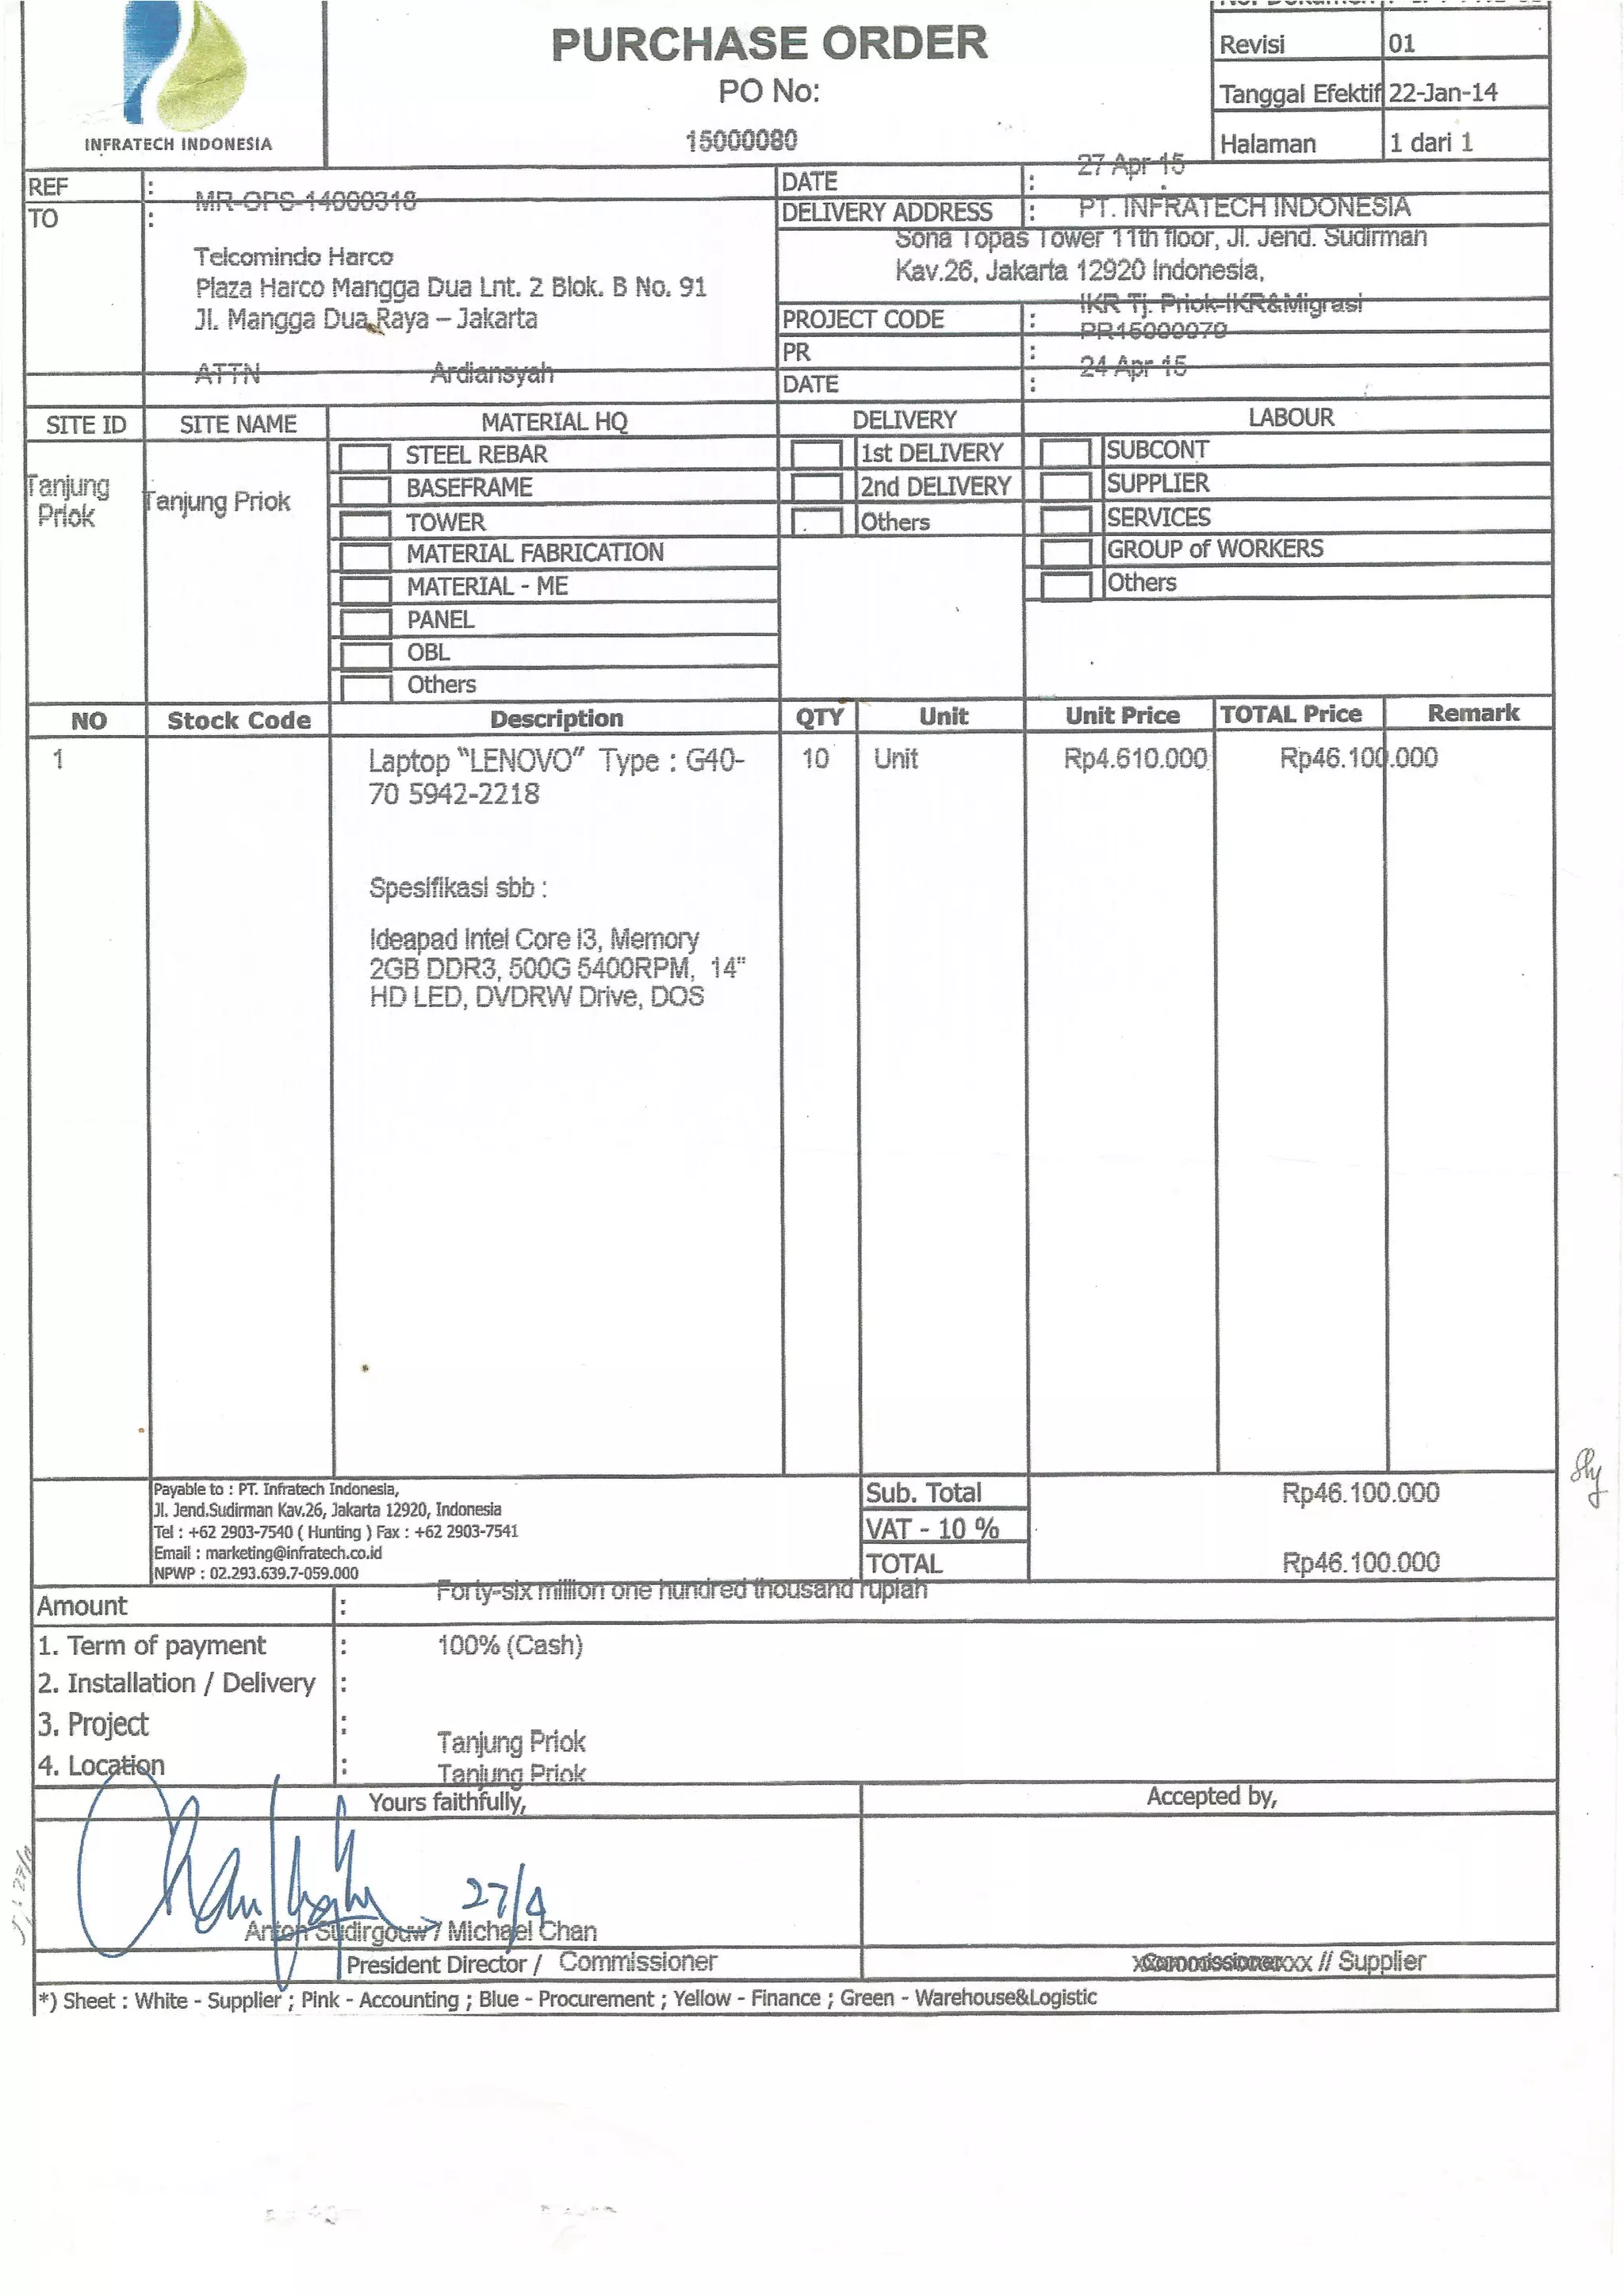 PURCHASE ORDER
PO No:
15000080
INFRATECH INDONESIA
Revisi 01
Tanggal Efektif 22-Jan-14
Halaman 1 dari 1
REF : MR-OPS-14000318
DATE : 27 Apr 15
TO :
Telcomindo Harco
Plaza Harco Mangga Dua Lnt. 2 Blok. B No. 91
Jl. Mangga Dua Raya – Jakarta
ATTN Ardiansyah
DELIVERY ADDRESS : PT. INFRATECH INDONESIA
Sona Topas Tower 11th floor, Jl. Jend. Sudirman
Kav.26, Jakarta 12920 Indonesia,
PROJECT CODE : IKR Tj. Priok-IKR&Migrasi
PR : PR15000079
DATE : 24 Apr 15
SITE ID SITE NAME MATERIAL HQ DELIVERY LABOUR
Tanjung
Priok
Tanjung Priok
STEEL REBAR
BASEFRAME
TOWER
MATERIAL FABRICATION
MATERIAL - ME
PANEL
OBL
Others
1st DELIVERY
2nd DELIVERY
Others
SUBCONT
SUPPLIER
SERVICES
GROUP of WORKERS
Others
NO Stock Code Description QTY Unit Unit Price TOTAL Price Remark
1 Laptop "LENOVO" Type : G40- 10 Unit Rp4.610.000 Rp46.100.000
70 5942-2218
Spesifikasi sbb :
Ideapad Intel Core i3, Memory
2GB DDR3, 500G 5400RPM, 14"
HD LED, DVDRW Drive, DOS
Payable to : PT. Infratech Indonesia,
Jl. Jend.Sudirman Kav.26, Jakarta 12920, Indonesia
Tel : +62 2903-7540 ( Hunting ) Fax : +62 2903-7541
Email : marketing@infratech.co.id
NPWP : 02.293.639.7-059.000
Sub. Total Rp46.100.000
VAT - 10 %
TOTAL Rp46.100.000
Amount : Forty-six million one hundred thousand rupiah
1. Term of payment : 100% (Cash)
2. Installation / Delivery :
3. Project : Tanjung Priok
4. Location : Tanjung Priok
Yours faithfully,
Accepted by,
27/4
Anton Sudirgouw / Michael Chan
President Director / Commissioner
// Supplier
*) Sheet : White - Supplier ; Pink - Accounting ; Blue - Procurement ; Yellow - Finance ; Green - Warehouse&Logistic